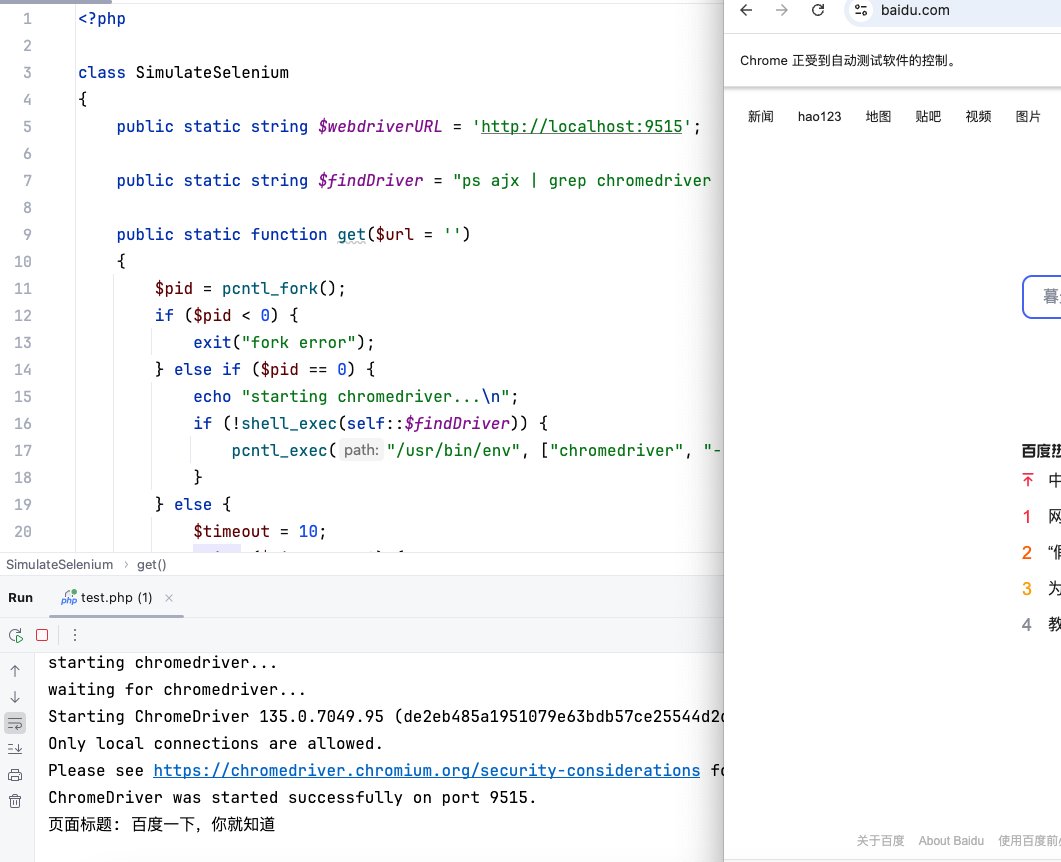 1 <?php
2
3 class SimulateSelenium
4 {
5 public static string $webdriverURL = 'http://localhost:9515';
6
7 public static string $findDriver = "ps ajx | grep chromedriver
8
9 public static function get($url = '')
10 {
11 $pid = pcntl_fork();
12 if ($pid < 0) {
13 exit("fork error");
14 } else if ($pid == 0) {
15 echo "starting chromedriver...\n";
16 if (!shell_exec(self::$findDriver)) {
17 pcntl_exec( path: "/usr/bin/env", ["chromedriver", "-
18 }
19 } else {
20 $timeout = 10;
SimulateSelenium › get()
Run test.php (1)
starting chromedriver...
waiting for chromedriver...
Starting ChromeDriver 135.0.7049.95 (de2eb485a1951079e63bdb57ce25544d2
Only local connections are allowed.
Please see https://chromedriver.chromium.org/security-considerations fo
ChromeDriver was started successfully on port 9515.
页面标题: 百度一下，你就知道
baidu.com
Chrome 正受到自动测试软件的控制。
新闻 hao123 地图 贴吧 视频 图片
百度热
中
1 网
2
3 为
4 教
关于百度 About Baidu 使用百度前